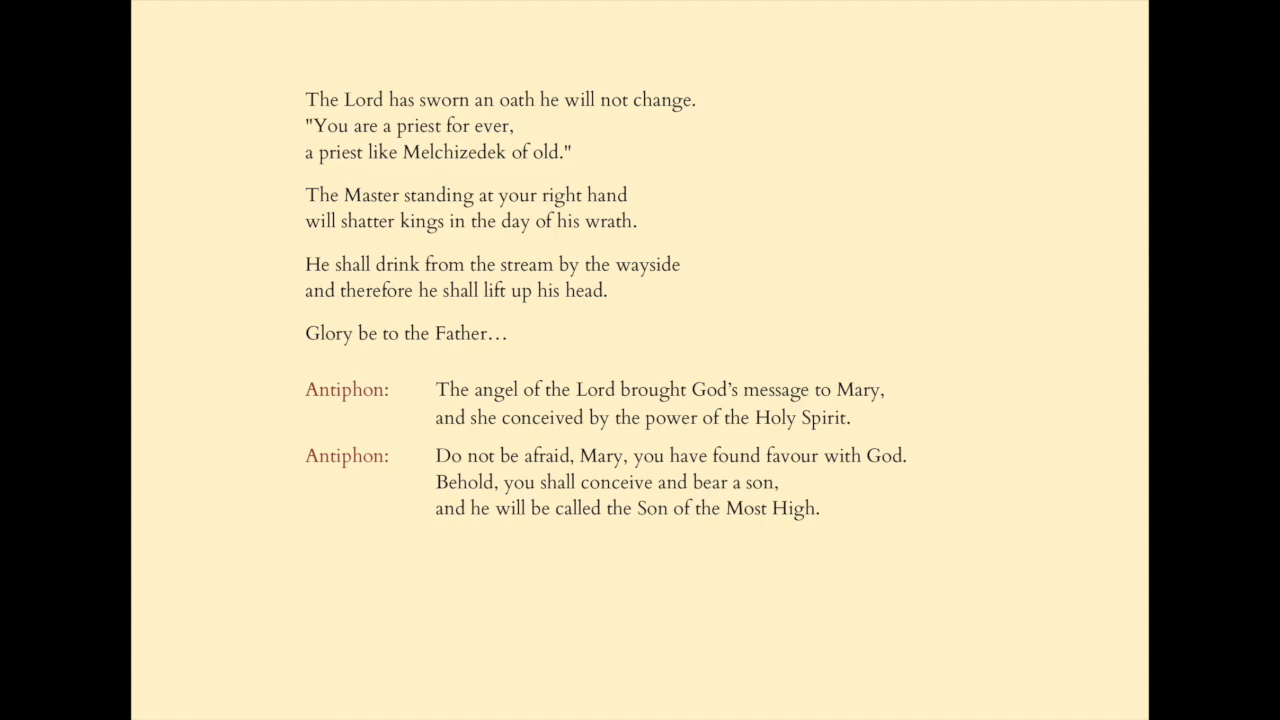 The Lord has sworn an oath he will not change.
"You are a priest for ever,
a priest like Melchizedek of old."
The Master standing at your right hand
will shatter kings in the day of his wrath.
He shall drink from the stream by the wayside
and therefore he shall lift up his head.
Glory be to the Father…
Antiphon: The angel of the Lord brought God’s message to Mary,
and she conceived by the power of the Holy Spirit.
Antiphon: Do not be afraid, Mary, you have found favour with God.
Behold, you shall conceive and bear a son,
and he will be called the Son of the Most High.